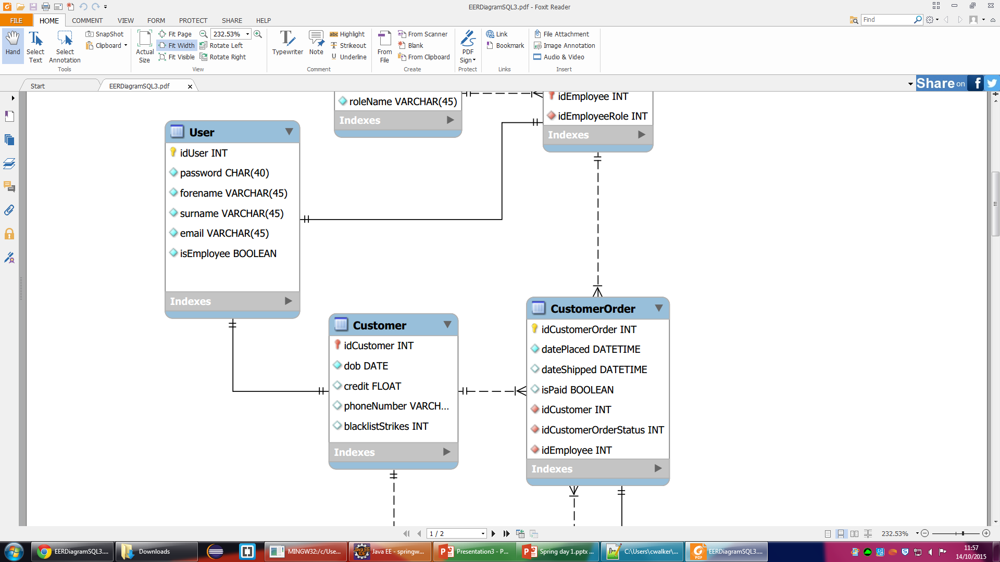 EERDiagramSQL3.pdf - Foxit Reader
FILE HOME COMMENT VIEW FORM PROTECT SHARE HELP
Find
Hand
Select Text
Select Annotation
SnapShot
Clipboard
Tools
Actual Size
Fit Page
Fit Width
Fit Visible
232.53%
Rotate Left
Rotate Right
View
Typewriter
Note
abc Highlight
Strikeout
U Underline
Comment
From File
From Scanner
Blank
From Clipboard
Create
PDF Sign
Protect
Link
Bookmark
Links
File Attachment
Image Annotation
Audio & Video
Insert
Start
EERDiagramSQL3.pdf
Share on f
roleName VARCHAR(45)
Indexes
idEmployee INT
idEmployeeRole INT
Indexes
User
idUser INT
password CHAR(40)
forename VARCHAR(45)
surname VARCHAR(45)
email VARCHAR(45)
isEmployee BOOLEAN
Indexes
Customer
idCustomer INT
dob DATE
credit FLOAT
phoneNumber VARCH...
blacklistStrikes INT
Indexes
CustomerOrder
idCustomerOrder INT
datePlaced DATETIME
dateShipped DATETIME
isPaid BOOLEAN
idCustomer INT
idCustomerOrderStatus INT
idEmployee INT
Indexes
1 / 2
232.53%
EERDiagramSQL3....
Downloads
MINGW32:/c/Use...
Java EE - springw...
Presentation3 - P...
Spring day 1.pptx ...
C:\Users\cwalker\...
EERDiagramSQL3....
11:57
14/10/2015